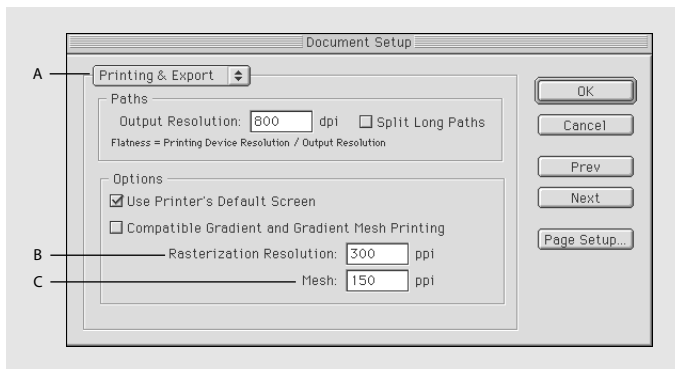 Document Setup
A
Printing & Export
OK
Paths
Output Resolution: 800 dpi
Split Long Paths
Cancel
Flatness = Printing Device Resolution / Output Resolution
Prev
Options
Use Printer's Default Screen
Next
Compatible Gradient and Gradient Mesh Printing
Page Setup...
B
Rasterization Resolution: 300 ppi
C
Mesh: 150 ppi